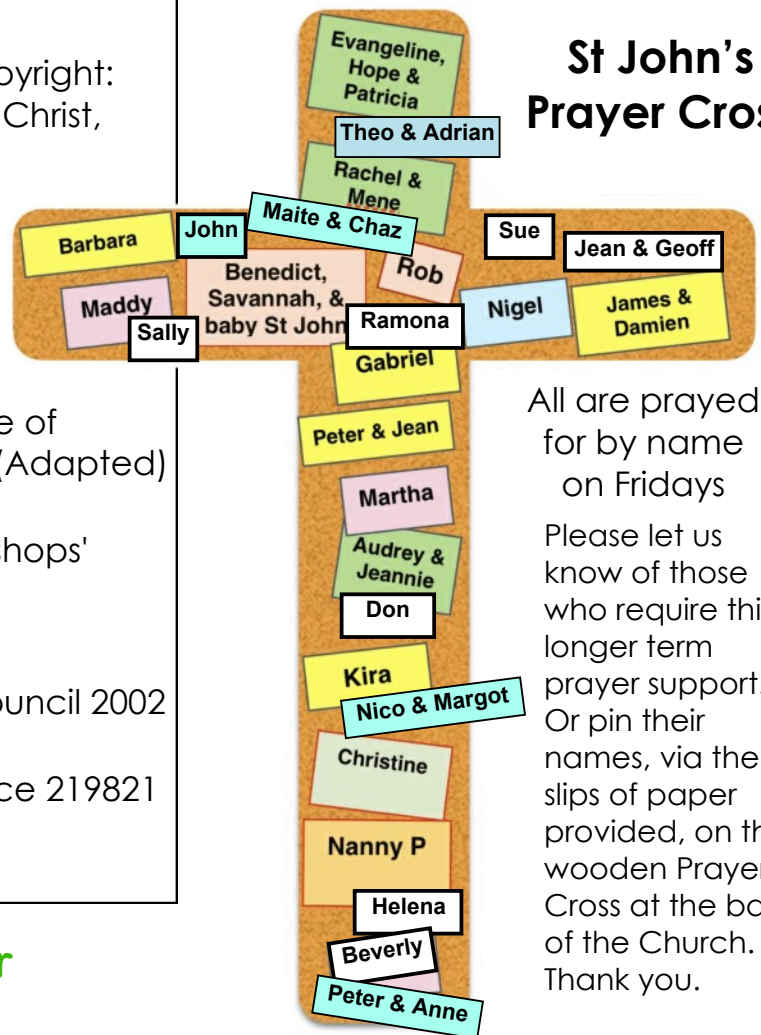 pyright:
Christ,
e of
(Adapted)
shops'
ouncil 2002
ce 219821
r
Evangeline,
Hope &
Patricia
Theo & Adrian
Rachel &
Mene
Maite & Chaz
Barbara
John
Maddy
Sally
Benedict,
Savannah, &
baby St John
Rob
Ramona
Sue
Jean & Geoff
Nigel
James &
Damien
Gabriel
Peter & Jean
Martha
Audrey &
Jeannie
Don
Kira
Nico & Margot
Christine
Nanny P
Helena
Beverly
Peter & Anne
St John's
Prayer Cros
All are prayed
for by name
on Fridays
Please let us
know of those
who require thi
longer term
prayer support.
Or pin their
names, via the
slips of paper
provided, on th
wooden Prayer
Cross at the ba
of the Church.
Thank you.